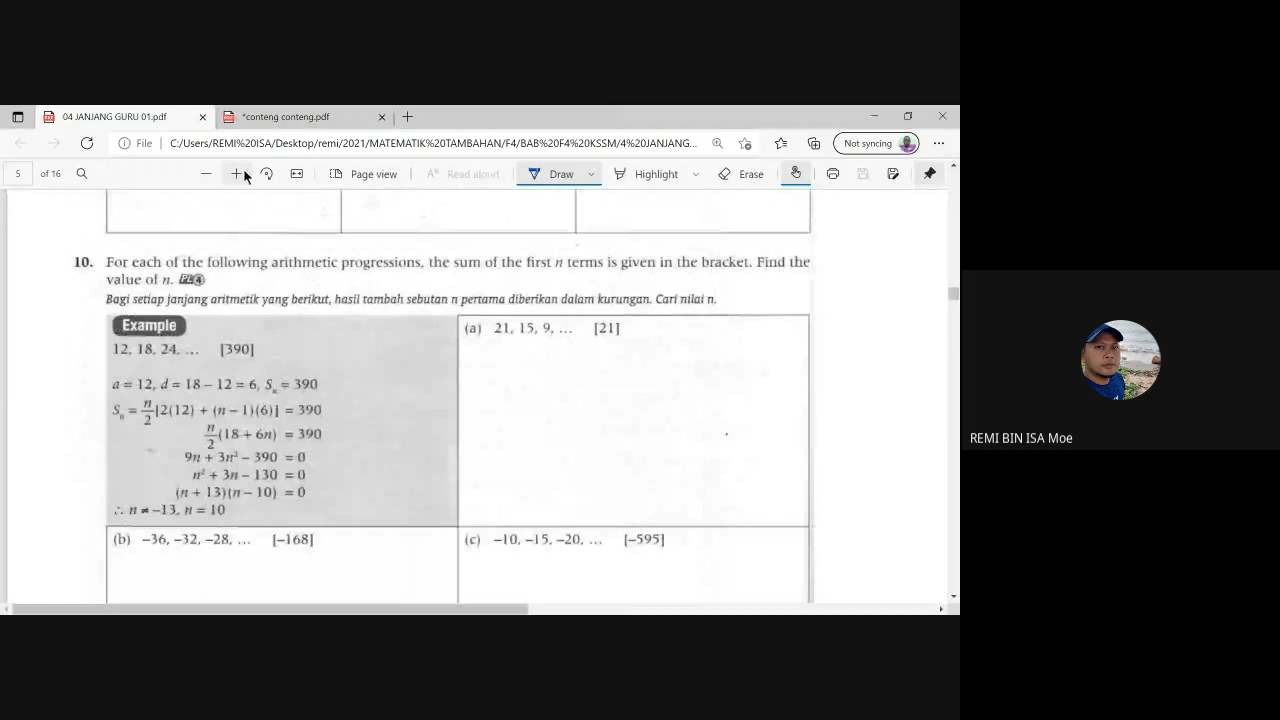 04 JANJANG GURU 01.pdf
*conteng conteng.pdf
File
C:/Users/REMI%20ISA/Desktop/remi/2021/MATEMATIK%20TAMBAHAN/F4/BAB%20F4%20KSSM/4%20JANJANG...
Not syncing
5 of 16
Page view
Read aloud
Draw
Highlight
Erase
10. For each of the following arithmetic progressions, the sum of the first n terms is given in the bracket. Find the
value of n. PL4
Bagi setiap janjang aritmetik yang berikut, hasil tambah sebutan n pertama diberikan dalam kurungan. Cari nilai n.
Example
12, 18, 24, ... [390]
a = 12, d = 18 – 12 = 6, Sₙ = 390
Sₙ = n/2[2(12) + (n – 1)(6)] = 390
n/2(18 + 6n) = 390
9n + 3n² – 390 = 0
n² + 3n – 130 = 0
(n + 13)(n – 10) = 0
∴ n ≠ –13, n = 10
(a) 21, 15, 9, ... [21]
(b) –36, –32, –28, ... [–168]
(c) –10, –15, –20, ... [–595]
REMI BIN ISA Moe